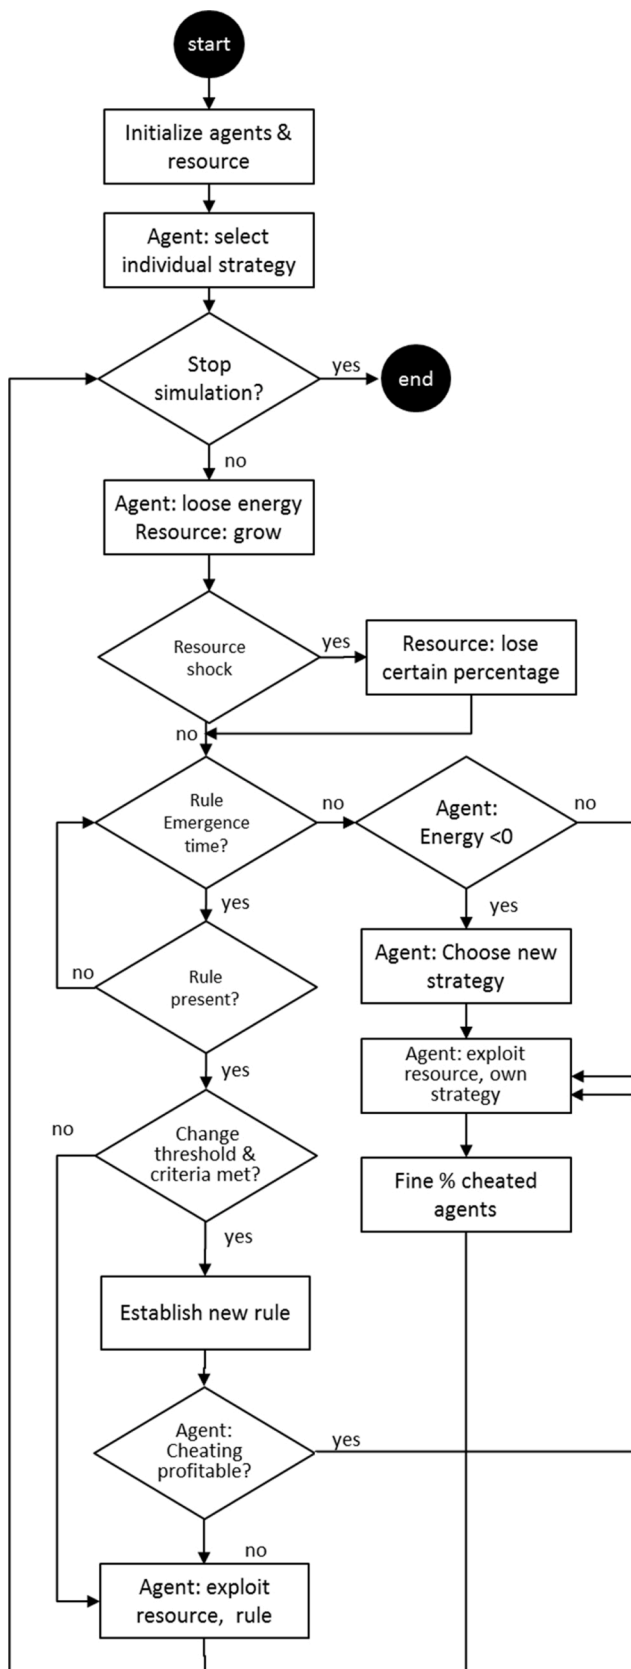 start
Initialize agents &
resource
Agent: select
individual strategy
Stop
simulation?
yes
end
no
Agent: loose energy
Resource: grow
Resource
shock
yes
Resource: lose
certain percentage
no
Rule
Emergence
time?
no
Agent:
Energy <0
no
yes
yes
Agent: Choose new
strategy
no
Rule
present?
Agent: exploit
resource, own
strategy
yes
no
Change
threshold &
criteria met?
Fine % cheated
agents
yes
Establish new rule
Agent:
Cheating
profitable?
yes
no
Agent: exploit
resource, rule